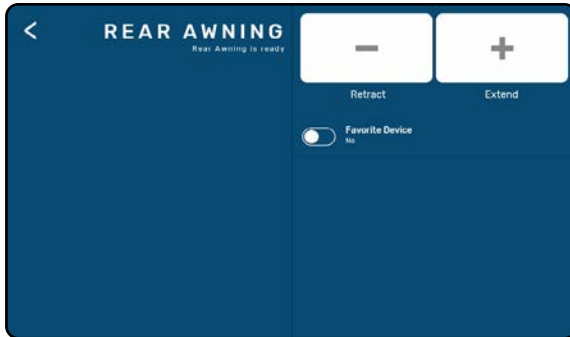 REAR AWNING
Rear Awning is ready
Retract
Extend
Favorite Device
No